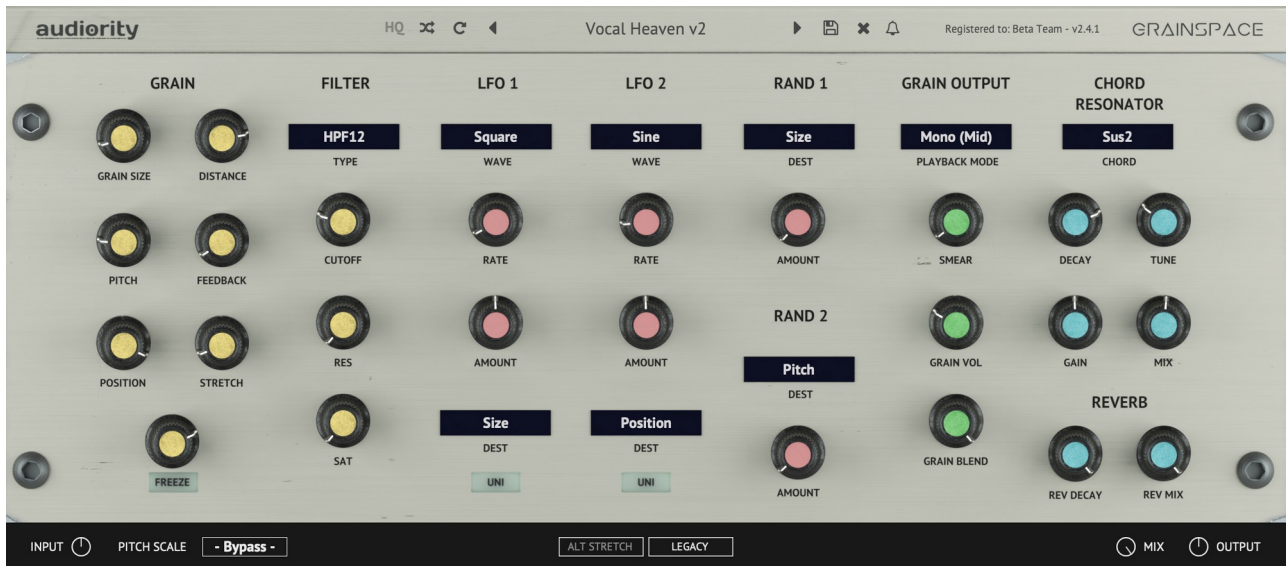 audiority
HQ
Vocal Heaven v2
Registered to: Beta Team - v2.4.1
GRAINSPACE
GRAIN
GRAIN SIZE
DISTANCE
PITCH
FEEDBACK
POSITION
STRETCH
FREEZE
FILTER
HPF12
TYPE
CUTOFF
RES
SAT
LFO 1
Square
WAVE
RATE
AMOUNT
Size
DEST
UNI
LFO 2
Sine
WAVE
RATE
AMOUNT
Position
DEST
UNI
RAND 1
Size
DEST
AMOUNT
RAND 2
Pitch
DEST
AMOUNT
GRAIN OUTPUT
Mono (Mid)
PLAYBACK MODE
SMEAR
GRAIN VOL
GRAIN BLEND
CHORD
RESONATOR
Sus2
CHORD
DECAY
TUNE
GAIN
MIX
REVERB
REV DECAY
REV MIX
INPUT
PITCH SCALE
- Bypass -
ALT STRETCH
LEGACY
MIX
OUTPUT